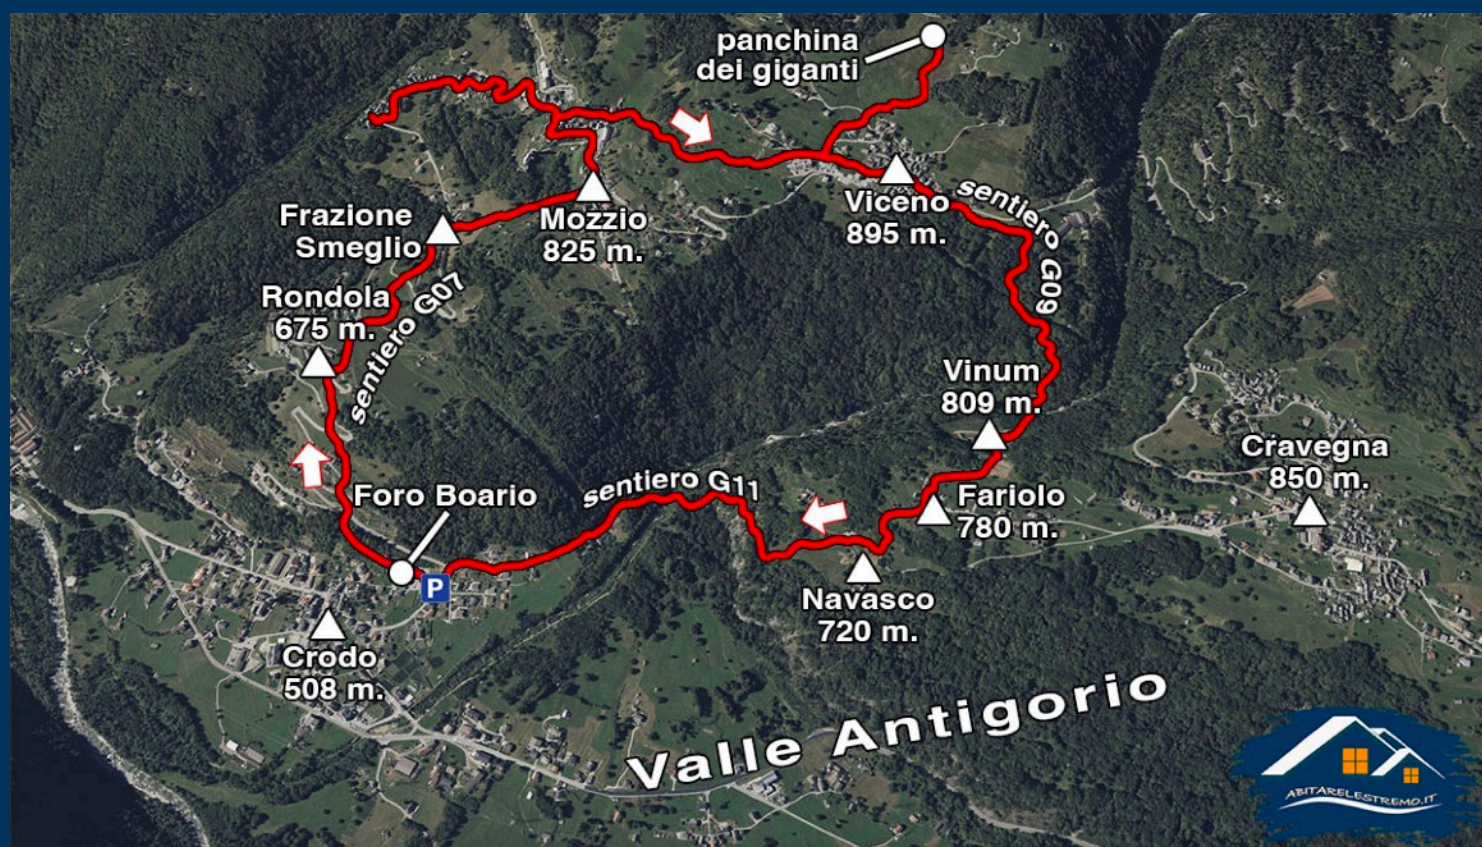 panchina
dei giganti
Frazione
Smeglio
Mozzio
825 m.
Viceno
895 m.
sentiero G09
Rondola
675 m.
sentiero G07
Vinum
809 m.
Cravegna
850 m.
Foro Boario
sentiero G11
Fariolo
780 m.
P
Navasco
720 m.
Crodo
508 m.
Valle Antigorio
ABITARELESTREMO.IT